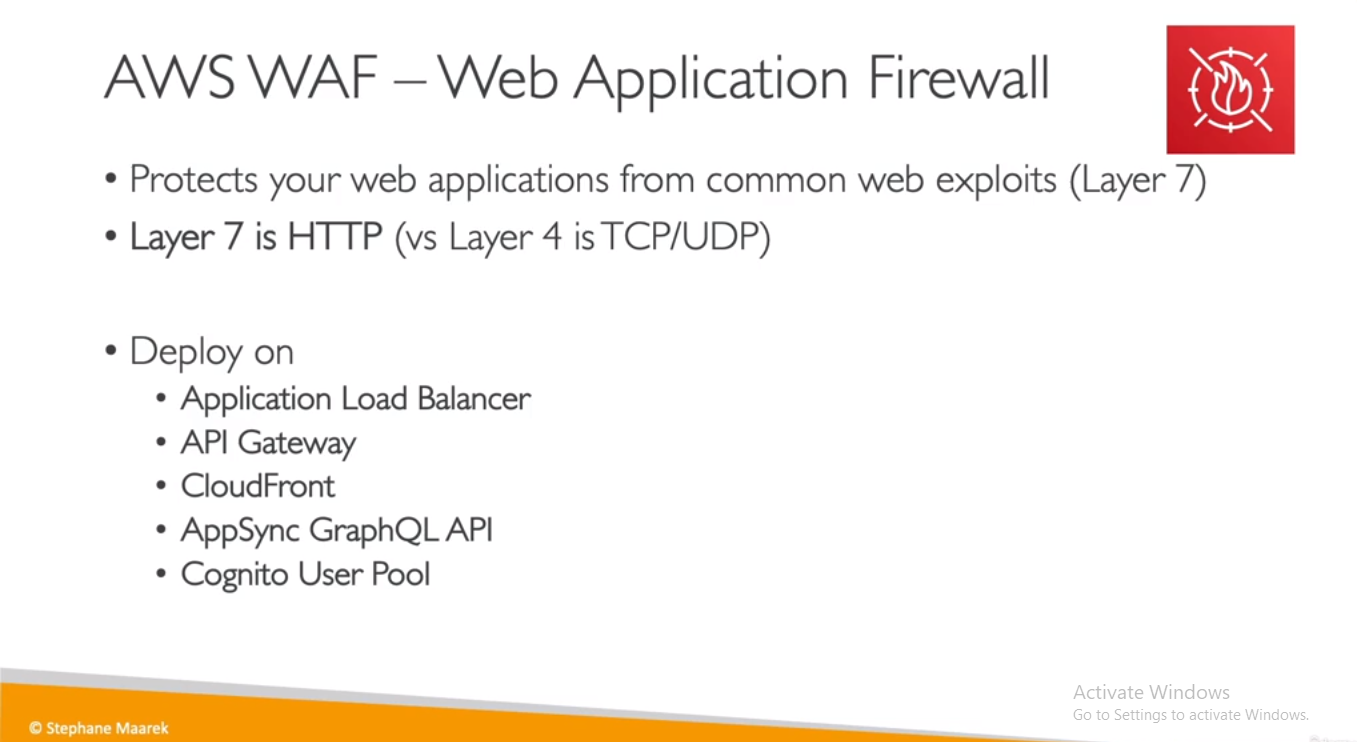 AWS WAF – Web Application Firewall
• Protects your web applications from common web exploits (Layer 7)
• Layer 7 is HTTP (vs Layer 4 is TCP/UDP)
• Deploy on
• Application Load Balancer
• API Gateway
• CloudFront
• AppSync GraphQL API
• Cognito User Pool
Activate Windows
Go to Settings to activate Windows.
© Stephane Maarek